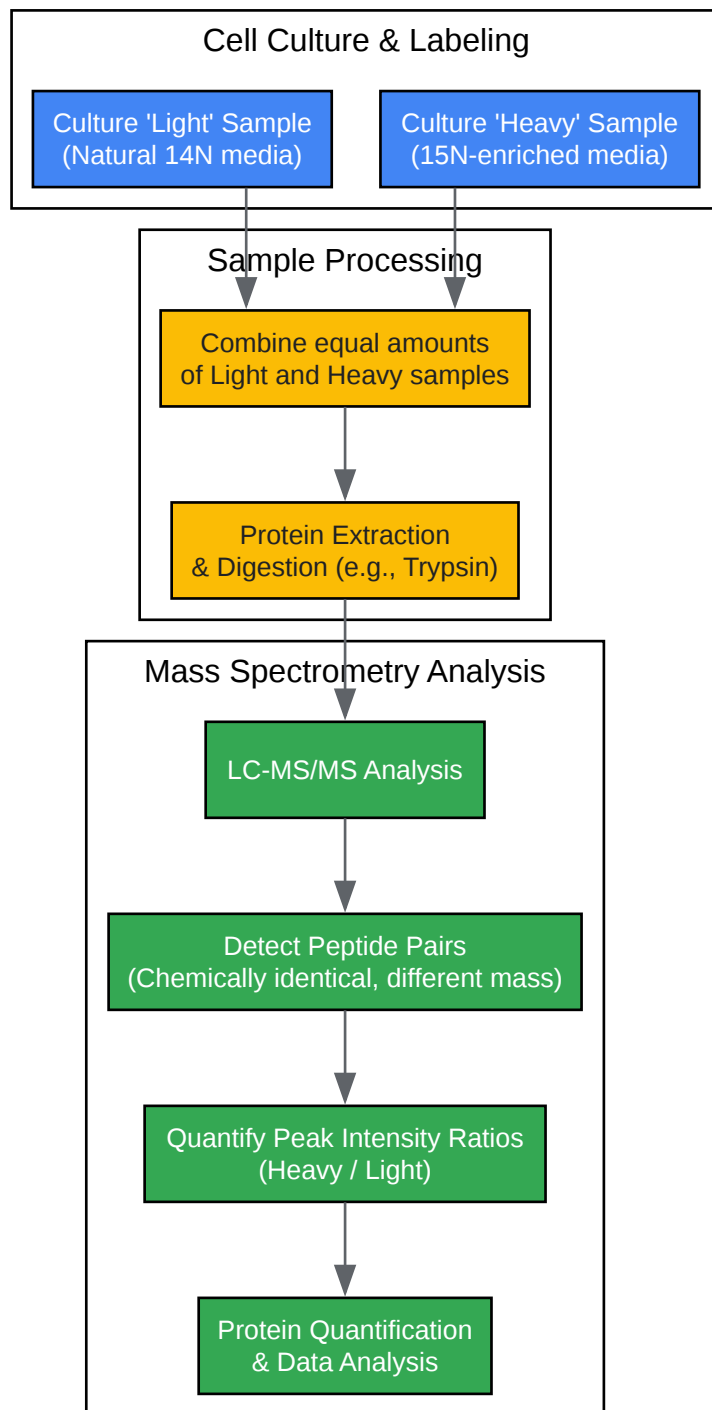 Cell Culture & Labeling
Culture 'Light' Sample
(Natural 14N media)
Culture 'Heavy' Sample
(15N-enriched media)
Sample Processing
Combine equal amounts
of Light and Heavy samples
Protein Extraction
& Digestion (e.g., Trypsin)
Mass Spectrometry Analysis
LC-MS/MS Analysis
Detect Peptide Pairs
(Chemically identical, different mass)
Quantify Peak Intensity Ratios
(Heavy / Light)
Protein Quantification
& Data Analysis